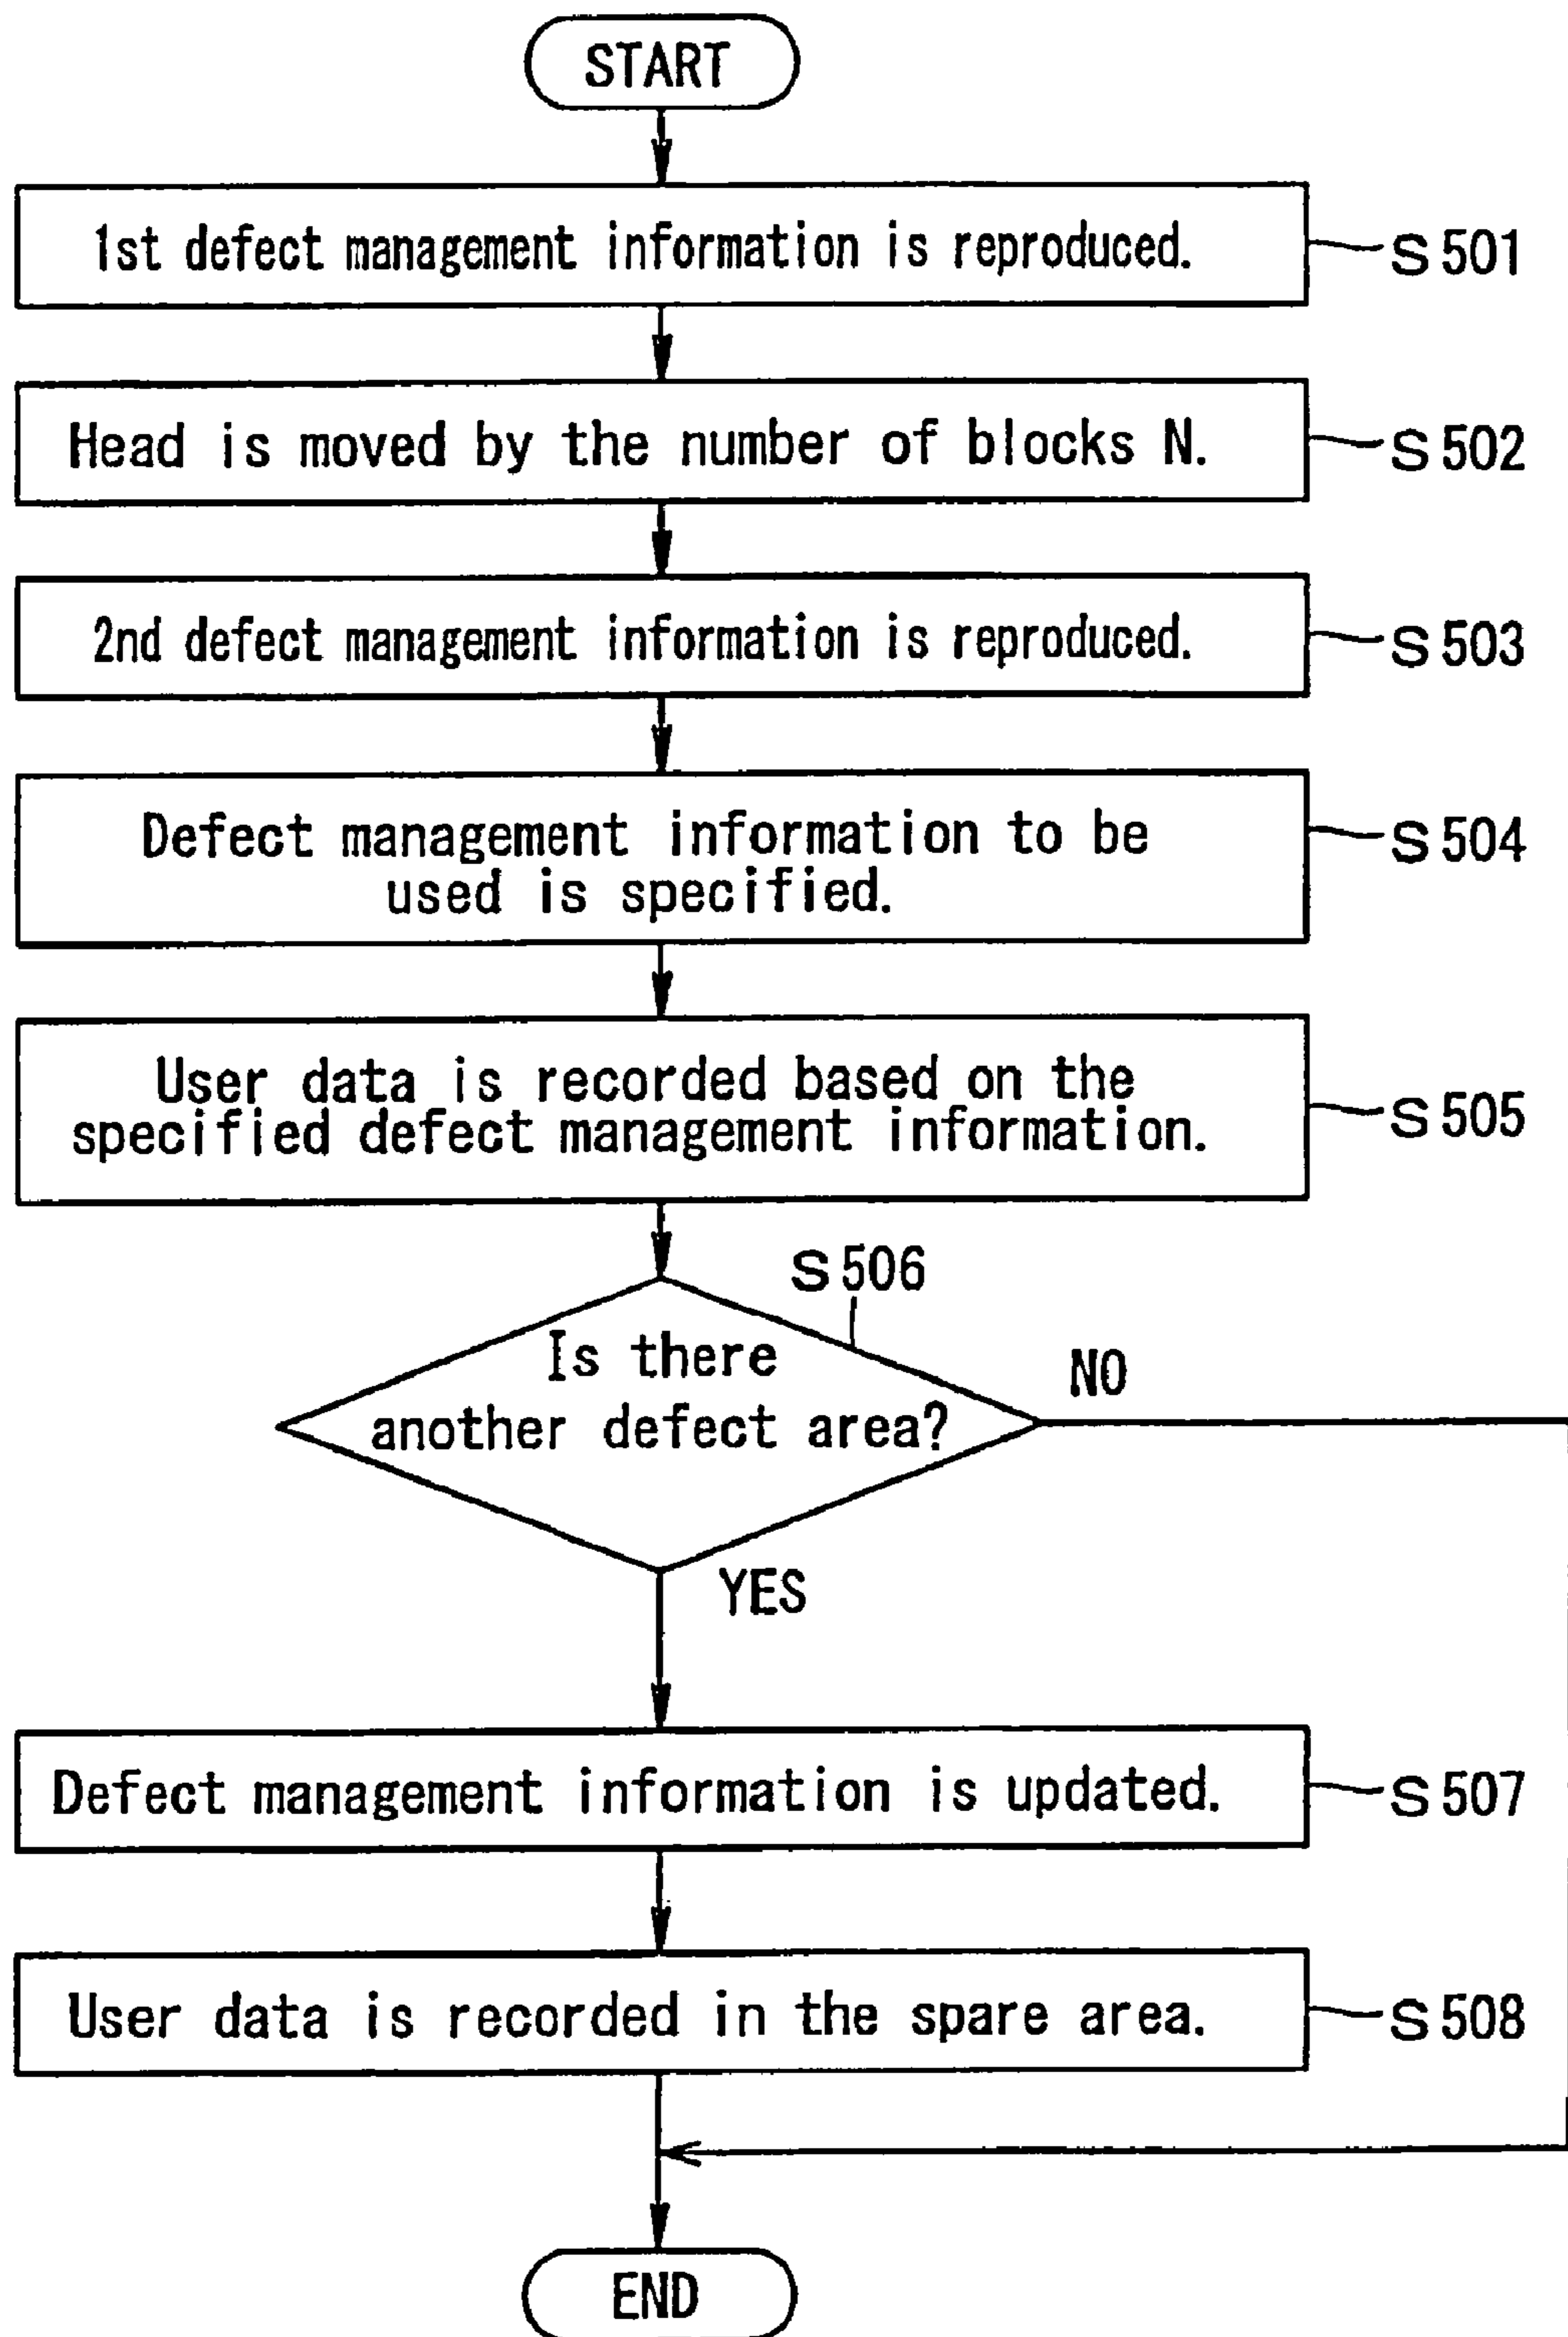 START
1st defect management information is reproduced.
S501
Head is moved by the number of blocks N.
S502
2nd defect management information is reproduced.
S503
Defect management information to be
used is specified.
S504
User data is recorded based on the
specified defect management information.
S505
S506
Is there
another defect area?
NO
YES
Defect management information is updated.
S507
User data is recorded in the spare area.
S508
END